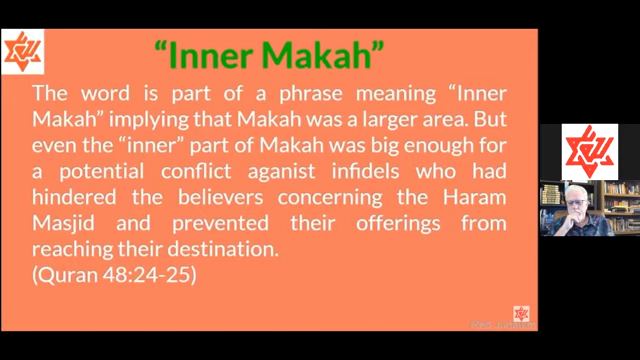 “Inner Makah”
The word is part of a phrase meaning “Inner
Makah” implying that Makah was a larger area. But
even the “inner” part of Makah was big enough for
a potential conflict aganist infidels who had
hindered the believers concerning the Haram
Masjid and prevented their offerings from
reaching their destination.
(Quran 48:24-25)